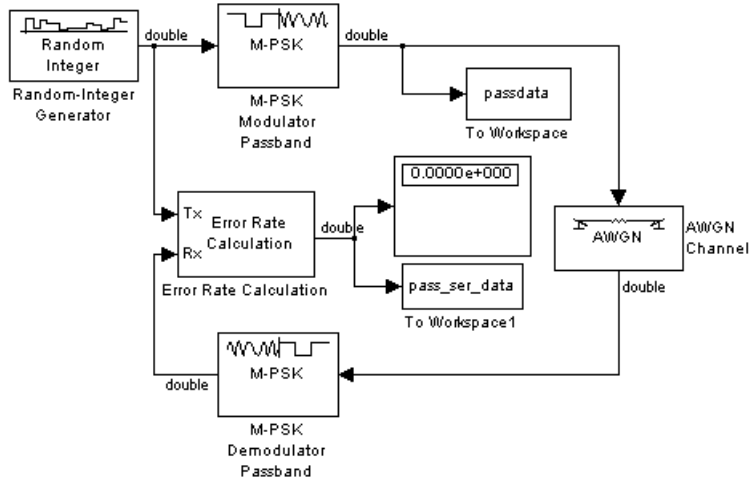 Random
Integer
Random-Integer
Generator
double
M-PSK
M-PSK
Modulator
Passband
double
passdata
To Workspace
0.0000e+000
Tx
Rx
Error Rate
Calculation
Error Rate Calculation
double
pass_ser_data
To Workspace1
AWGN
AWGN
Channel
double
M-PSK
M-PSK
Demodulator
Passband
double